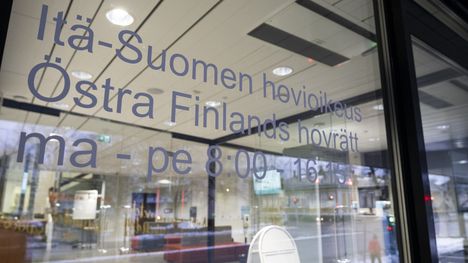 Itä-Suomen hovioikeus
Östra Finlands hovrätt
ma - pe 8:00 - 16:15